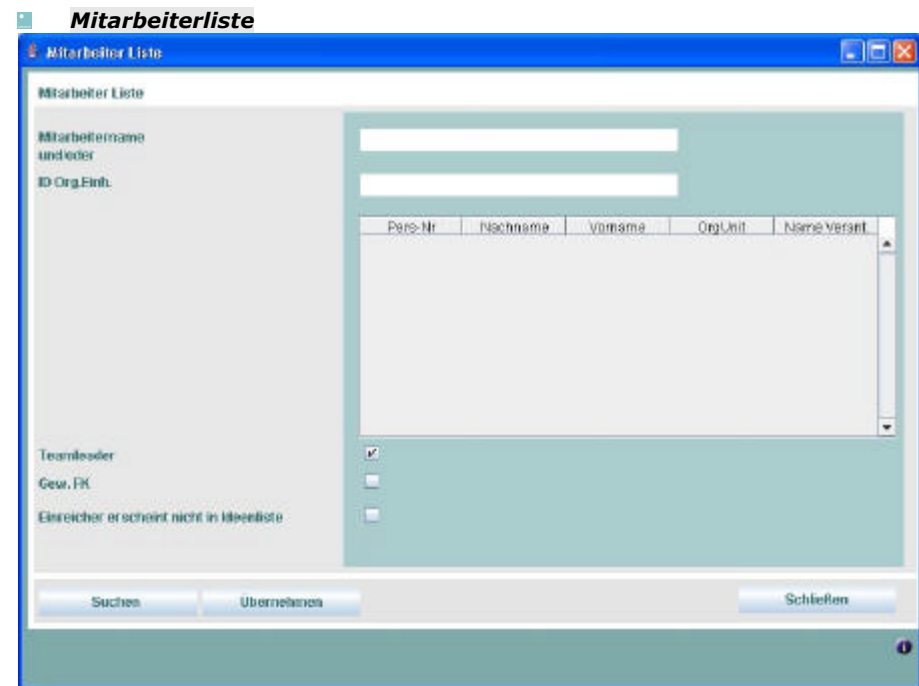 Mitarbeiterliste
Mitarbeiter Liste
Mitarbeiter Liste
Mitarbeitername
und/oder
ID Org.Einh.
Pers-Nr Nachname Vorname OrgUnit Name Verant.
Teamleader
Gew. FK
Einreicher erscheint nicht in Ideenliste
Suchen Übernehmen Schließen